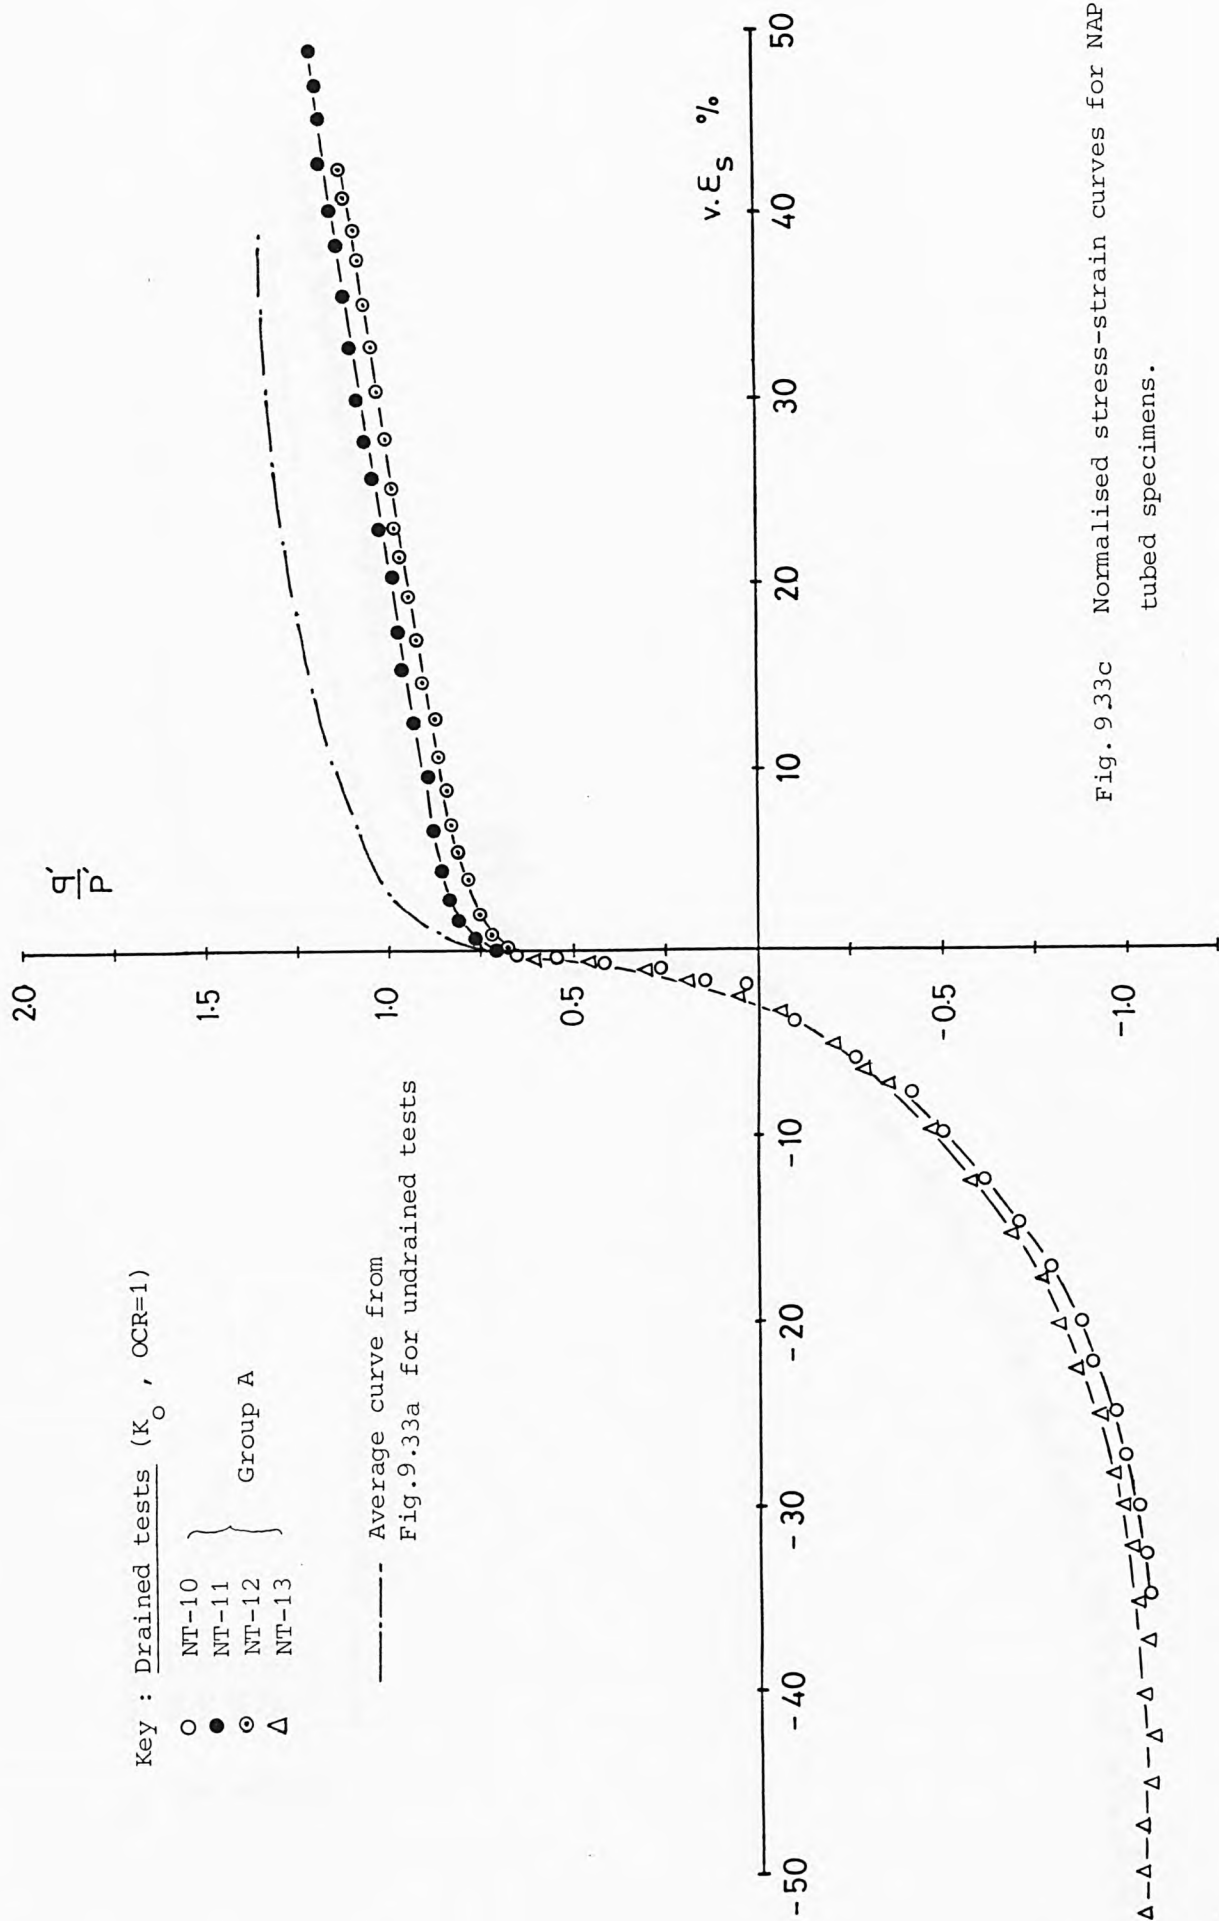 Key : Drained tests (Ko , OCR=1)
○ NT-10
● NT-11
⊙ NT-12
△ NT-13
Group A
Average curve from
Fig.9.33a for undrained tests
q'/p'
2.0
1.5
1.0
0.5
-0.5
-1.0
v.εs %
-50
-40
-30
-20
-10
10
20
30
40
50
Fig. 9.33c Normalised stress-strain curves for NAP
tubed specimens.